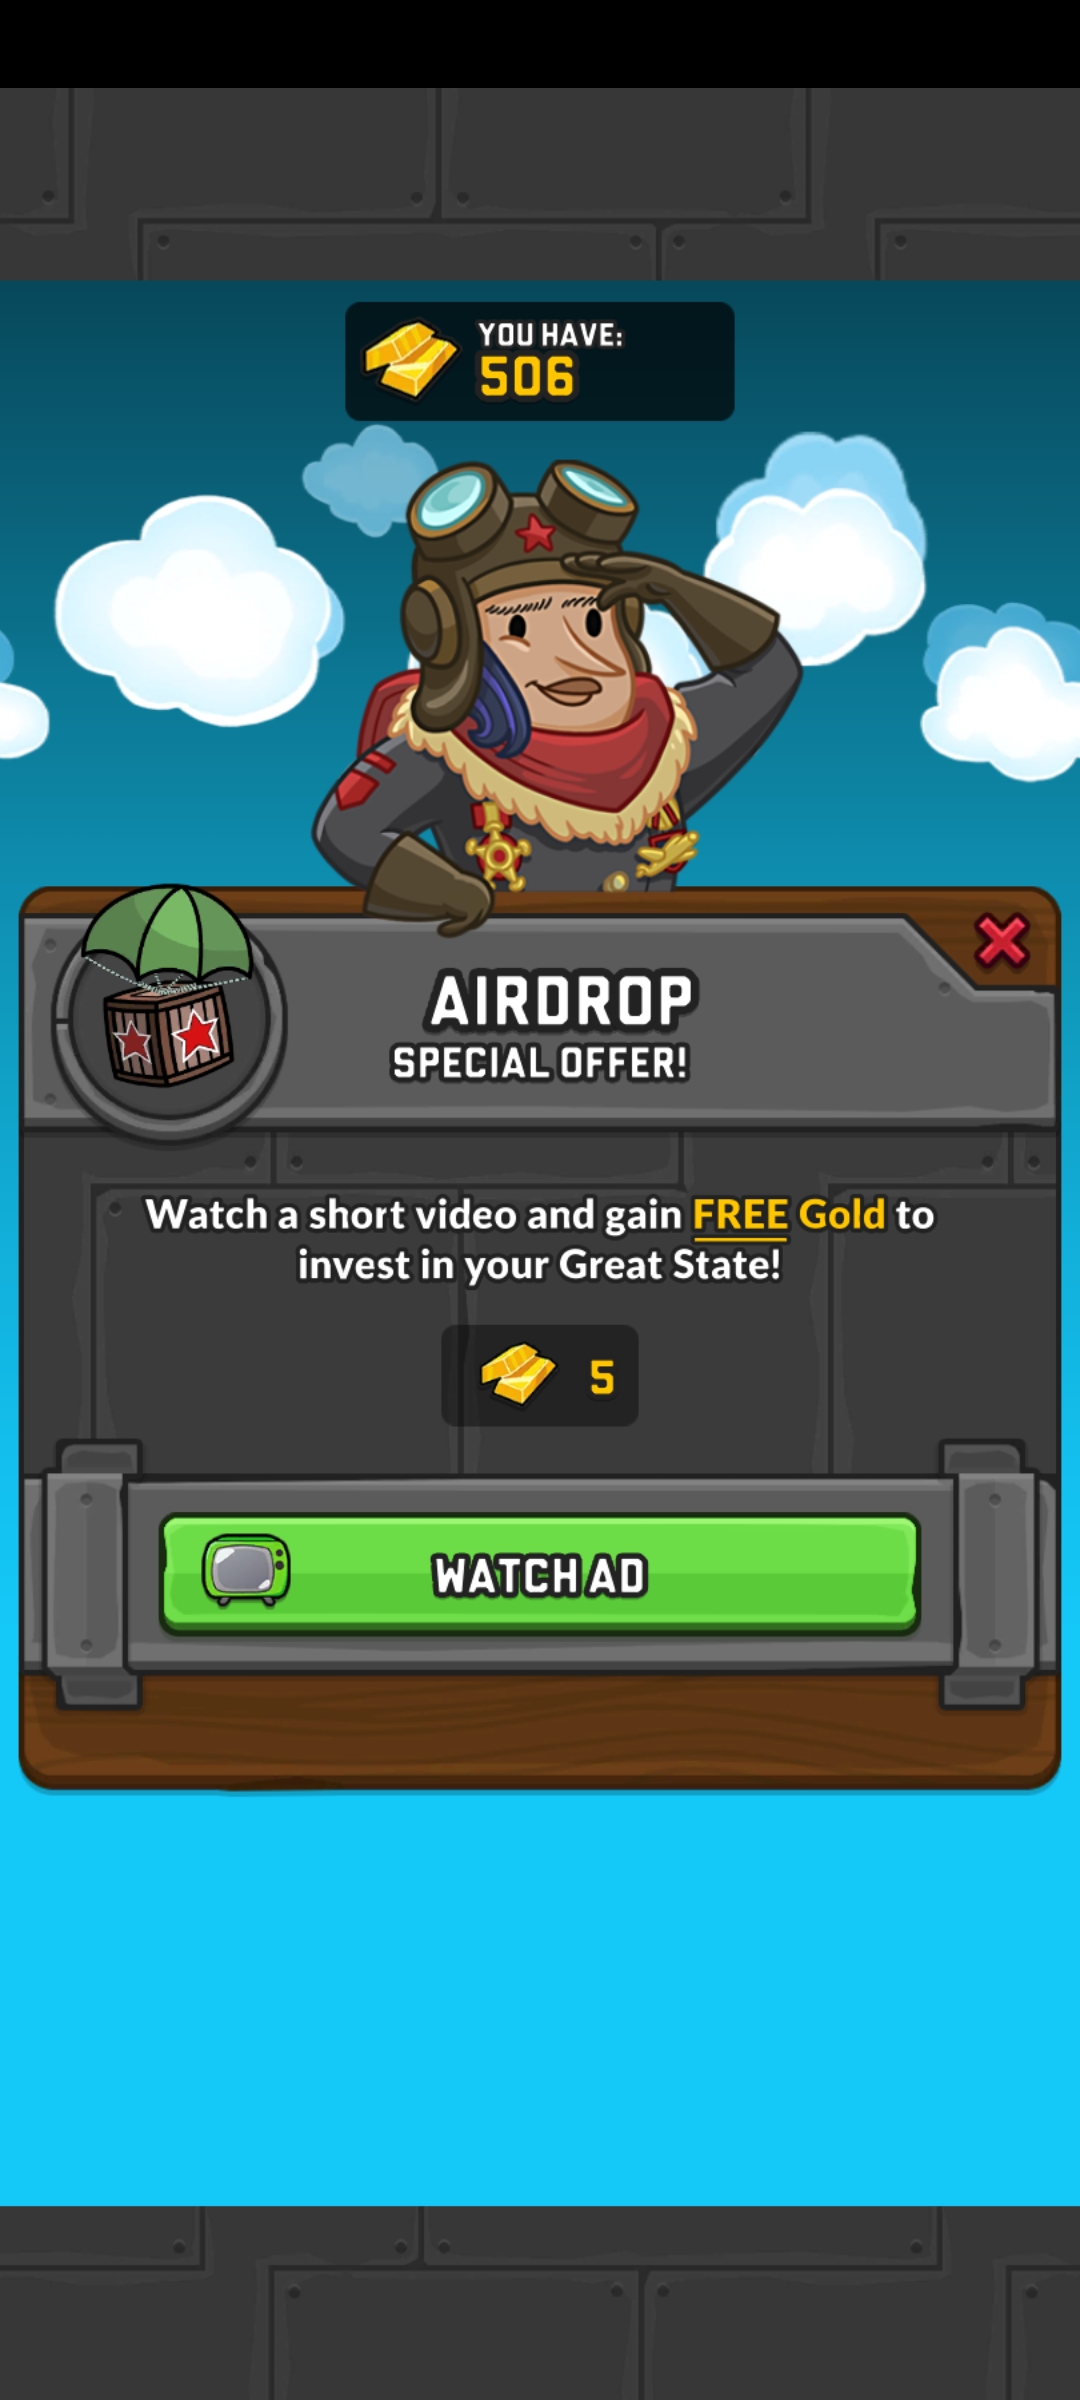 YOU HAVE:
506
AIRDROP
SPECIAL OFFER!
Watch a short video and gain FREE Gold to
invest in your Great State!
5
WATCH AD